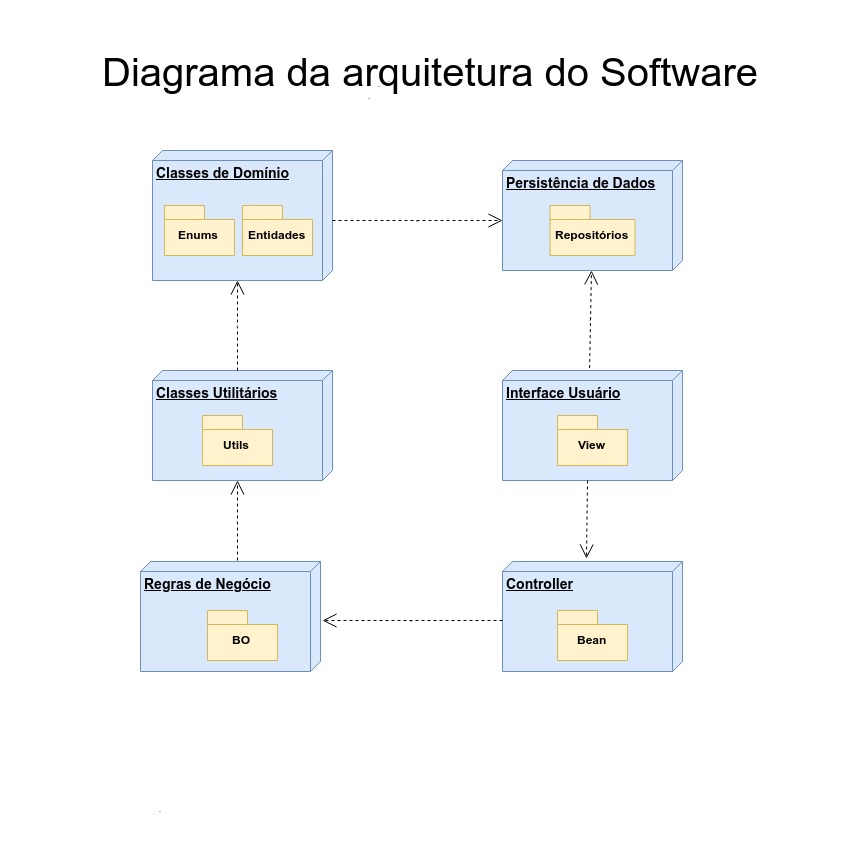 Diagrama da arquitetura do Software
Classes de Domínio
Enums
Entidades
Persistência de Dados
Repositórios
Classes Utilitários
Utils
Interface Usuário
View
Regras de Negócio
BO
Controller
Bean